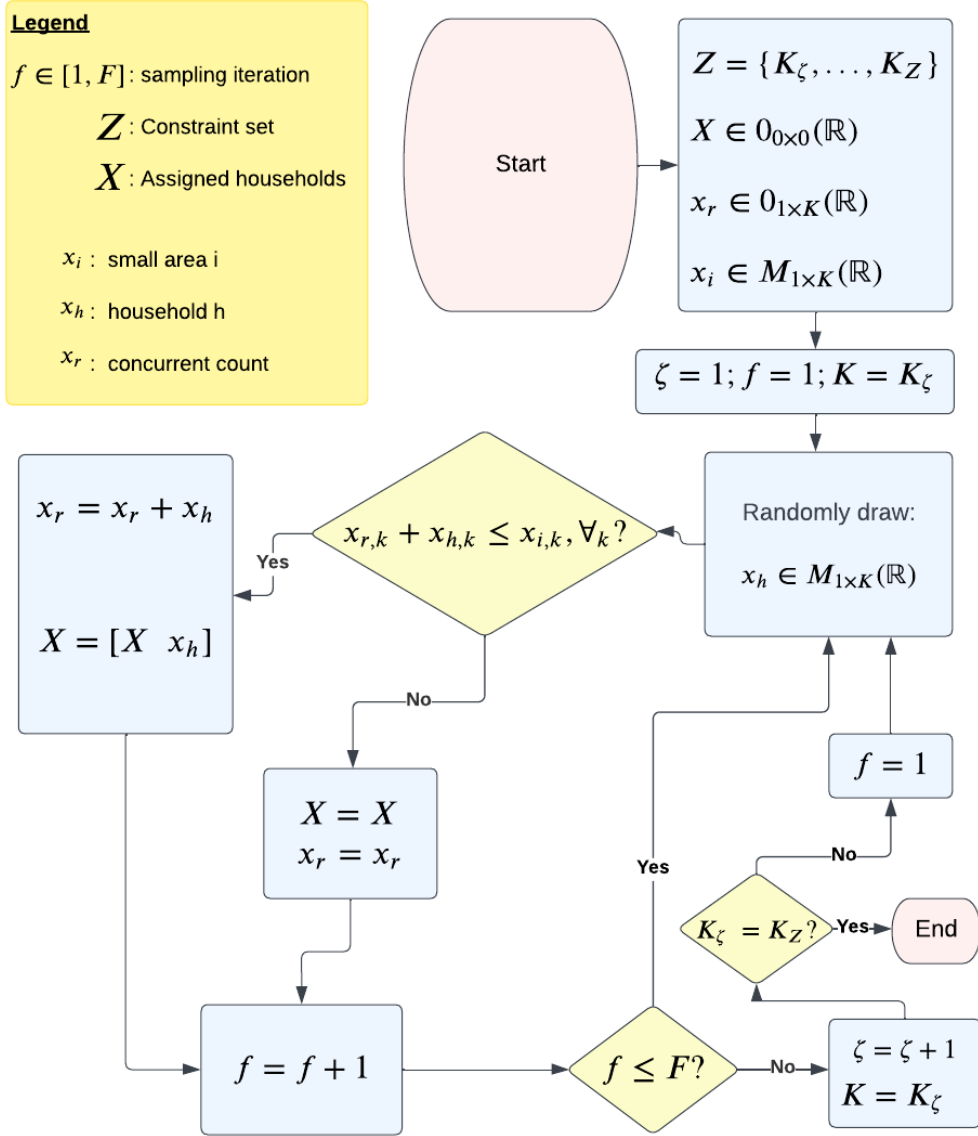 Legend
f ∈ [1, F] : sampling iteration
Z : Constraint set
X : Assigned households
x_i : small area i
x_h : household h
x_r : concurrent count
Start
Z = {K_ζ, . . . , K_Z}
X ∈ 0_{0×0}(ℝ)
x_r ∈ 0_{1×K}(ℝ)
x_i ∈ M_{1×K}(ℝ)
ζ = 1; f = 1; K = K_ζ
Randomly draw:
x_h ∈ M_{1×K}(ℝ)
x_{r,k} + x_{h,k} ≤ x_{i,k}, ∀_k?
Yes
x_r = x_r + x_h
X = [X x_h]
No
X = X
x_r = x_r
f = f + 1
f ≤ F?
Yes
No
ζ = ζ + 1
K = K_ζ
K_ζ = K_Z?
Yes
End
No
f = 1